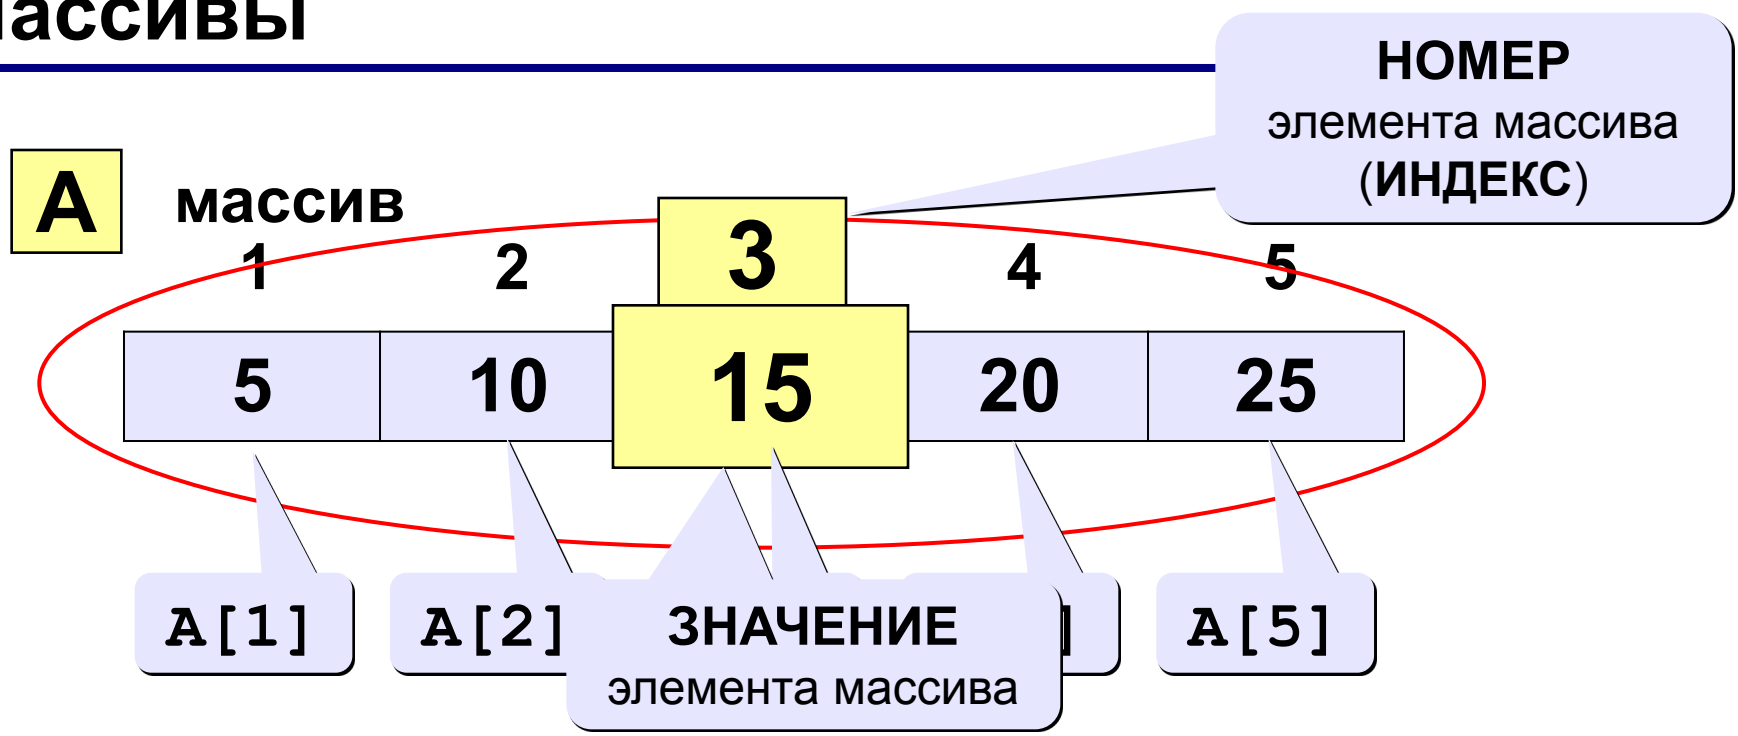 НОМЕР
элемента массива
(ИНДЕКС)
A
массив
1 2 3 4 5
5 10 15 20 25
A[1] A[2] ] A[5]
ЗНАЧЕНИЕ
элемента массива